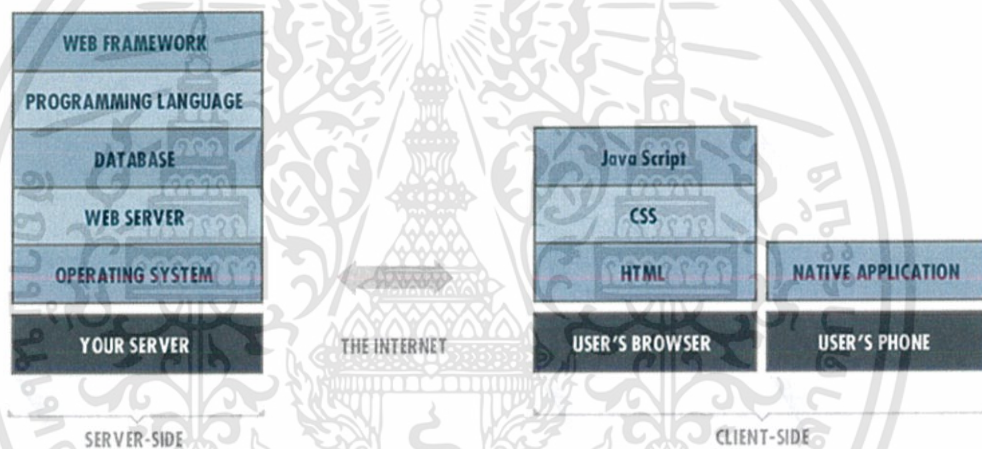 WEB FRAMEWORK
PROGRAMMING LANGUAGE
DATABASE
WEB SERVER
OPERATING SYSTEM
YOUR SERVER
SERVER-SIDE
THE INTERNET
Java Script
CSS
HTML
USER'S BROWSER
NATIVE APPLICATION
USER'S PHONE
CLIENT-SIDE